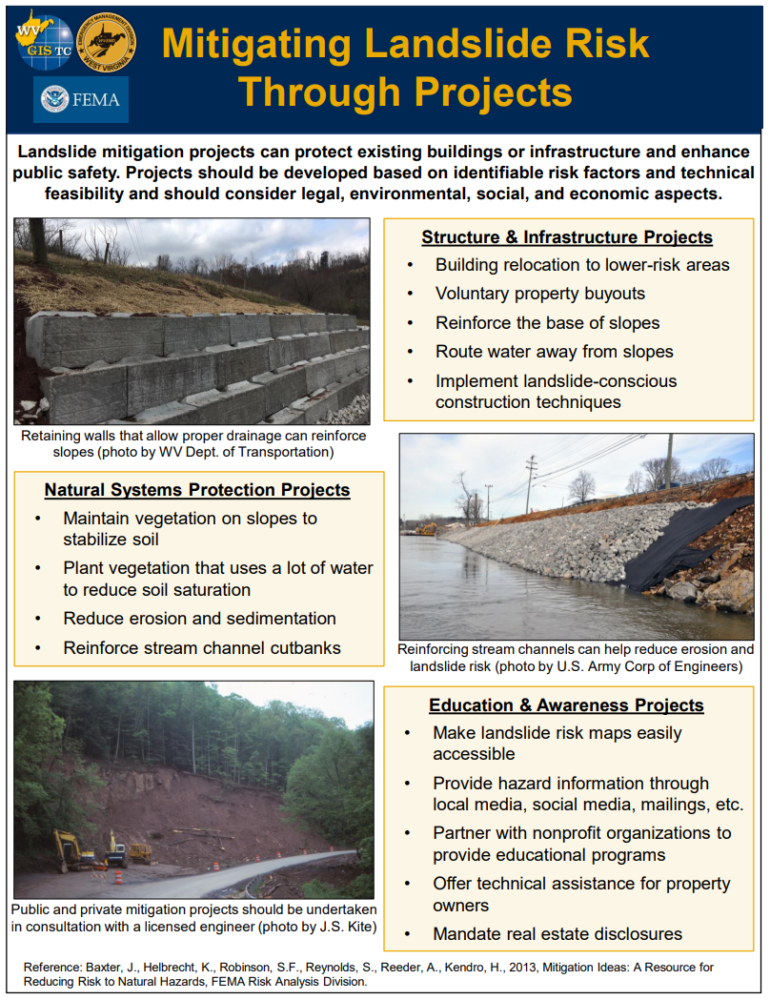 WV
GIS TC
EMERGENCY MANAGEMENT DIVISION
WEST VIRGINIA
FEMA
Mitigating Landslide Risk
Through Projects
Landslide mitigation projects can protect existing buildings or infrastructure and enhance
public safety. Projects should be developed based on identifiable risk factors and technical
feasibility and should consider legal, environmental, social, and economic aspects.
Retaining walls that allow proper drainage can reinforce
slopes (photo by WV Dept. of Transportation)
Structure & Infrastructure Projects
• Building relocation to lower-risk areas
• Voluntary property buyouts
• Reinforce the base of slopes
• Route water away from slopes
• Implement landslide-conscious
construction techniques
Natural Systems Protection Projects
• Maintain vegetation on slopes to
stabilize soil
• Plant vegetation that uses a lot of water
to reduce soil saturation
• Reduce erosion and sedimentation
• Reinforce stream channel cutbanks
Reinforcing stream channels can help reduce erosion and
landslide risk (photo by U.S. Army Corp of Engineers)
Public and private mitigation projects should be undertaken
in consultation with a licensed engineer (photo by J.S. Kite)
Education & Awareness Projects
• Make landslide risk maps easily
accessible
• Provide hazard information through
local media, social media, mailings, etc.
• Partner with nonprofit organizations to
provide educational programs
• Offer technical assistance for property
owners
• Mandate real estate disclosures
Reference: Baxter, J., Helbrecht, K., Robinson, S.F., Reynolds, S., Reeder, A., Kendro, H., 2013, Mitigation Ideas: A Resource for
Reducing Risk to Natural Hazards, FEMA Risk Analysis Division.